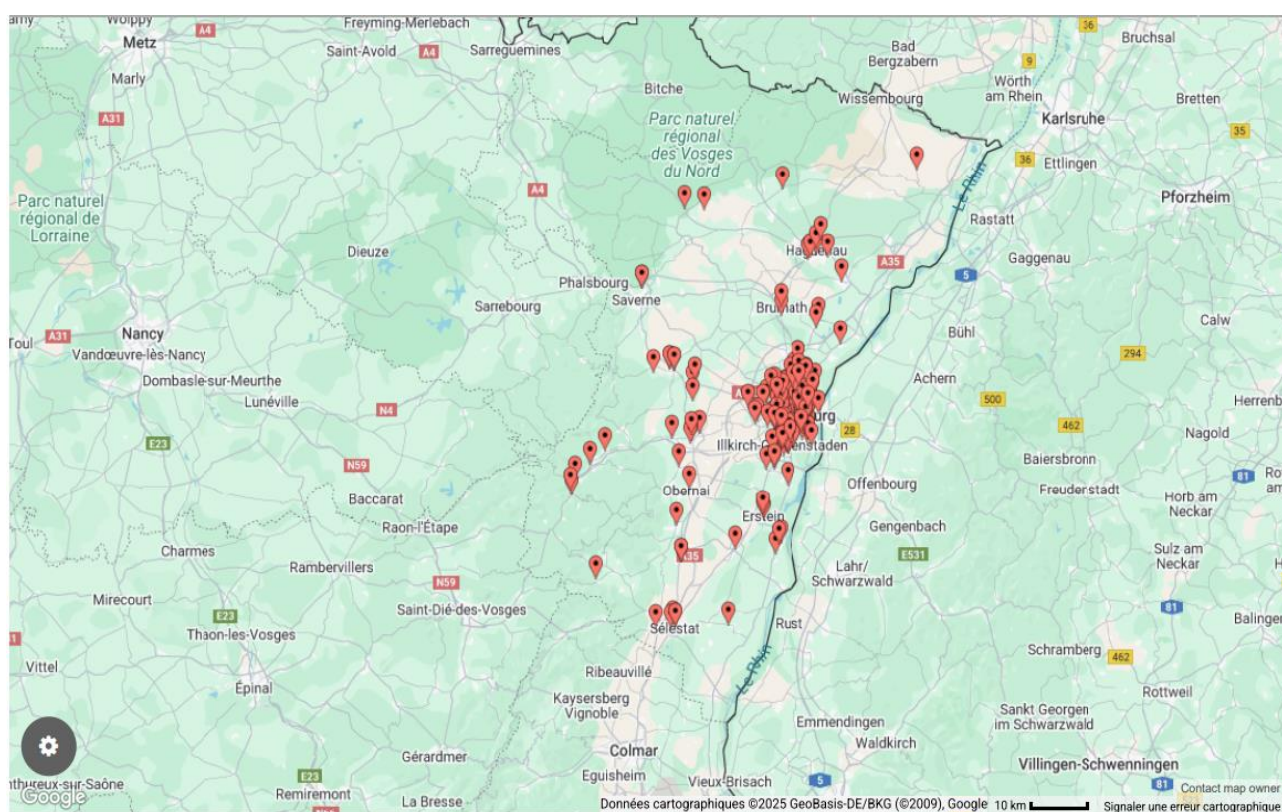 Woippy
A4
Freyming-Merlebach
36
Bruchsal
Metz
Saint-Avold
A4
Sarreguemines
Bad
Bergzabern
9
Marly
Bitche
Wörth
am Rhein
Wissembourg
Bretten
A31
Parc naturel
régional
des Vosges
du Nord
Karlsruhe
35
36
Ettlingen
A4
Parc naturel
régional de
Lorraine
Le Rhin
Pforzheim
Rastatt
Dieuze
Haguenau
A35
Gaggenau
5
Phalsbourg
Saverne
Sarrebourg
Brumath
Calw
Nancy
A31
Toul
Bühl
Vandœuvre-lès-Nancy
294
Dombasle-sur-Meurthe
Achern
Lunéville
500
Herrenb
N4
462
28
E23
Illkirch-G
enstaden
Nagold
Baiersbronn
N59
81
Baccarat
Obernai
Offenbourg
Freudenstadt
Horb am
Neckar
Raon-l'Étape
Erstein
Gengenbach
Charmes
A35
E531
Sulz am
Neckar
Rambervillers
Lahr/
Schwarzwald
N59
Mirecourt
Saint-Dié-des-Vosges
81
E23
Sélestat
Rust
Balingen
Thaon-les-Vosges
Schramberg
462
Vittel
Ribeauvillé
Le Rhin
Épinal
Rottweil
Kaysersberg
Vignoble
Sankt Georgen
im Schwarzwald
Emmendingen
Waldkirch
Colmar
Gérardmer
Villingen-Schwenningen
E23
Eguisheim
Vieux-Brisach
5
Contact map owner
Google
Remiremont
La Bresse
Données cartographiques ©2025 GeoBasis-DE/BKG (©2009), Google
10 km
Signaler une erreur cartographique